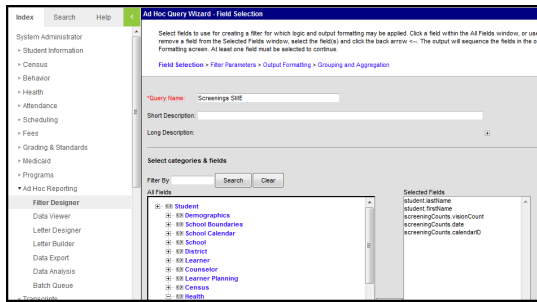 Index Search Help
System Administrator
Student Information
Census
Behavior
Health
Attendance
Scheduling
Fees
Grading & Standards
Medicaid
Programs
Ad Hoc Reporting
Filter Designer
Data Viewer
Letter Designer
Letter Builder
Data Export
Data Analysis
Batch Queue
Transcripts
Ad Hoc Query Wizard - Field Selection
Select fields to use for creating a filter for which logic and output formatting may be applied. Click a field within the All Fields window, or use
remove a field from the Selected Fields window, select the field(s) and click the back arrow <--. The output will sequence the fields in the o
Formatting screen. At least one field must be selected to continue.
Field Selection > Filter Parameters > Output Formatting > Grouping and Aggregation
*Query Name: Screenings SME
Short Description:
Long Description:
Select categories & fields
Filter By Search Clear
All Fields
Student
Demographics
School Boundaries
School Calendar
School
District
Learner
Counselor
Learner Planning
Census
Health
Selected Fields
student.lastName
student.firstName
screeningCounts.visionCount
screeningCounts.date
screeningCounts.calendarID